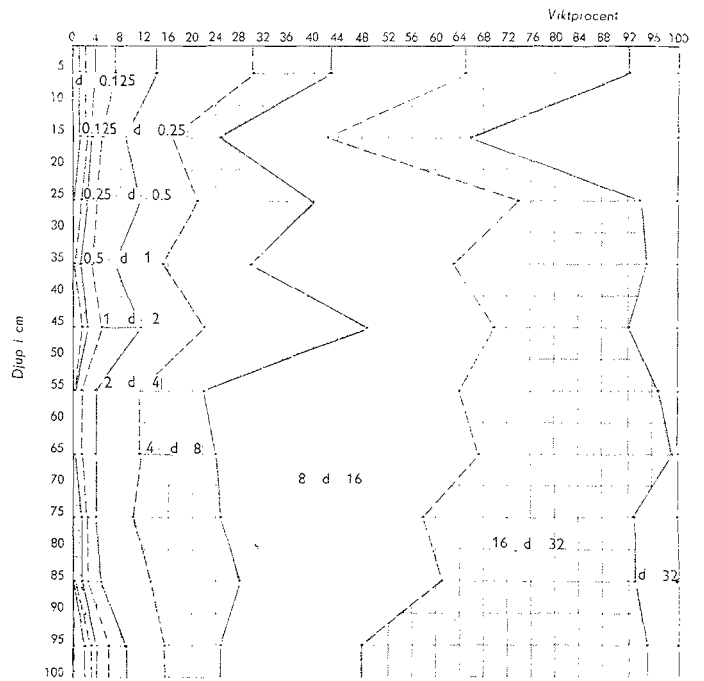 Viktprocent
0 4 8 12 16 20 24 28 32 36 40 44 48 52 56 60 64 68 72 76 80 84 88 92 96 100
Djup i cm
5
d 0.125
10
15 0.125 d 0.25
20
25 0.25 d 0.5
30
35 0.5 d 1
40
45 1 d 2
50
55 2 d 4
60
65 4 d 8
70 8 d 16
75
80 16 d 32
85 d 32
90
95
100